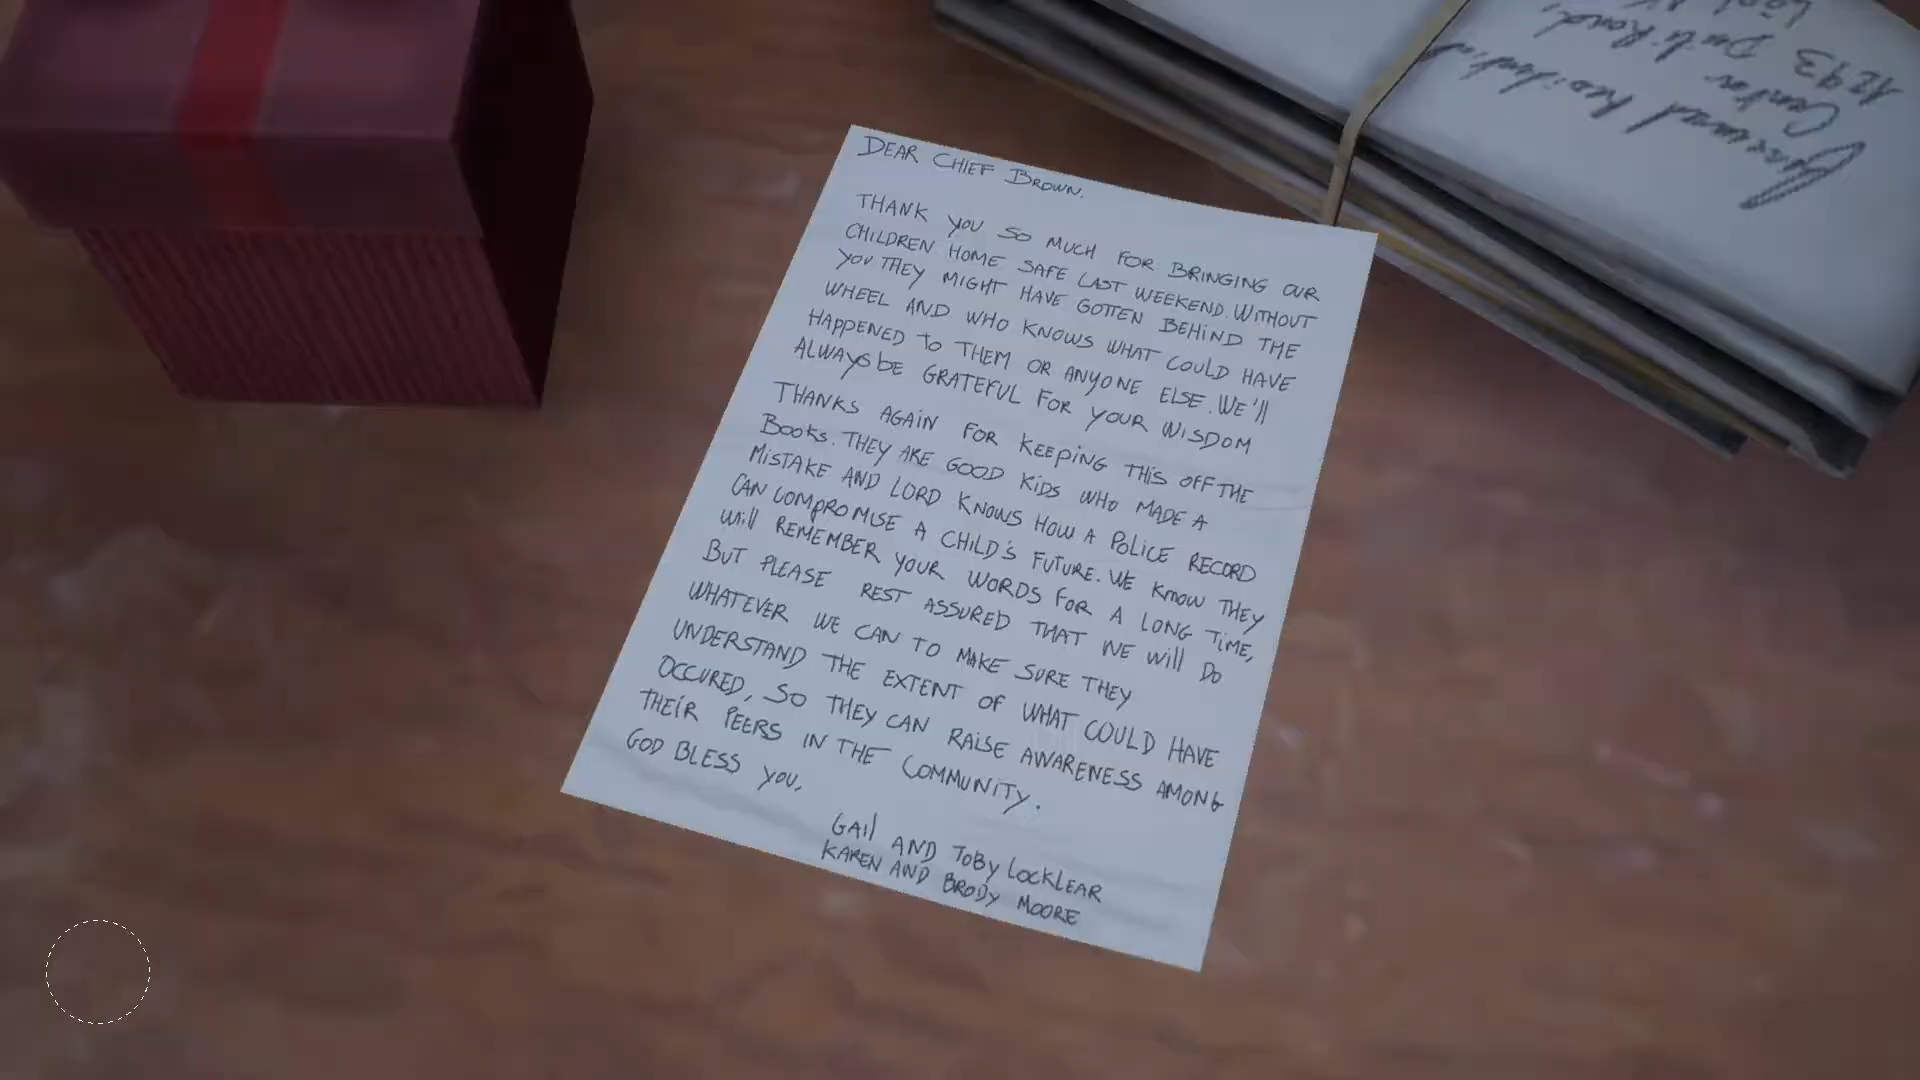 DEAR CHIEF BROWN.
THANK YOU SO MUCH FOR BRINGING OUR
CHILDREN HOME SAFE LAST WEEKEND. WITHOUT
YOU THEY MIGHT HAVE GOTTEN BEHIND THE
WHEEL AND WHO KNOWS WHAT COULD HAVE
HAPPENED TO THEM OR ANYONE ELSE. WE'll
ALWAYS bE GRATEFUL FOR YOUR WISDOM
THANKS AGAIN FOR KEEPING THIS OFF THE
BOOKS. THEY ARE GOOD KIDS WHO MADE A
MISTAKE AND LORD KNOWS HOW A POLICE RECORD
CAN COMPROMISE A CHILD'S FUTURE. WE KNOW THEY
Will REMEMBER YOUR WORDS FOR A LONG TIME,
BUT PLEASE REST ASSURED THAT WE Will DO
WHATEVER WE CAN TO MAKE SURE THEY
UNDERSTAND THE EXTENT OF WHAT COULD HAVE
OCCURED, SO THEY CAN RAISE AWARENESS AMONG
THEIR PEERS IN THE COMMUNITY.
GOD BLESS YOU,
GAIl AND TOBY LOCKLEAR
KAREN AND BRODY MOORE
1293
Road,